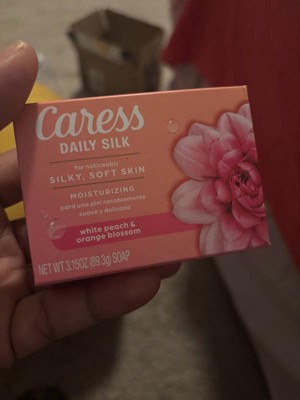 Caress
DAILY SILK
for noticeably
SILKY, SOFT SKIN
MOISTURIZING
para una piel notablemente
suave y delicada
white peach &
orange blossom
NET WT 3.15OZ (89.3g) SOAP